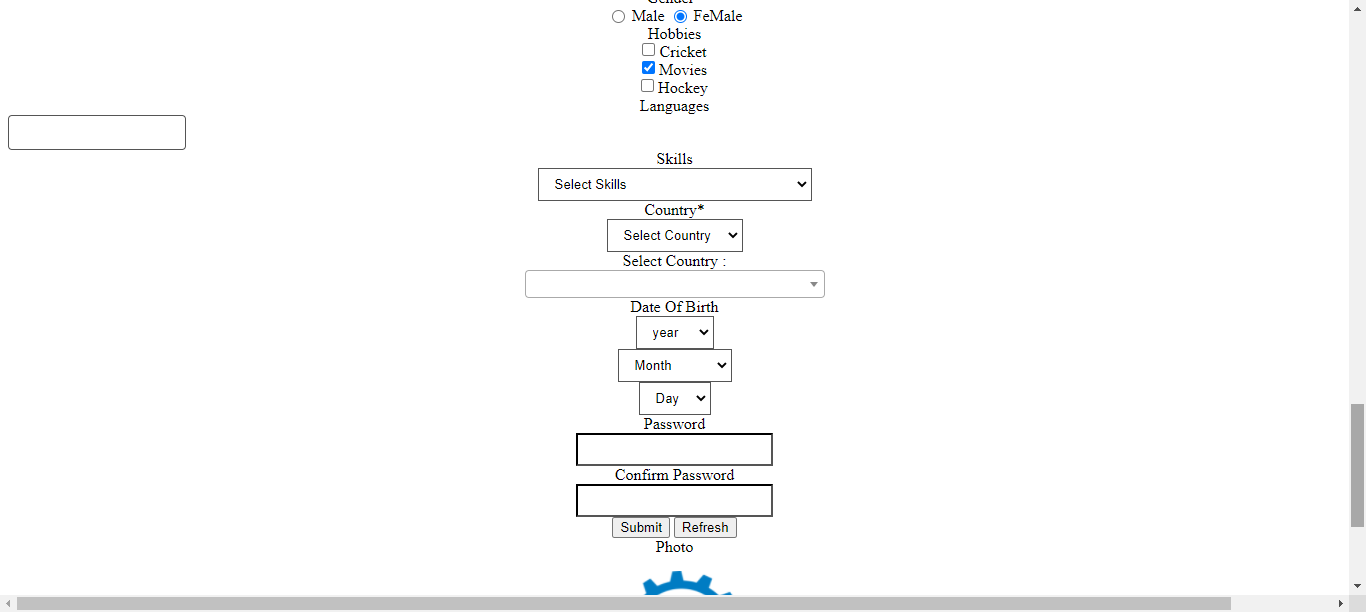 Gender
Male FeMale
Hobbies
Cricket
Movies
Hockey
Languages
Skills
Select Skills
Country*
Select Country
Select Country :
Date Of Birth
year
Month
Day
Password
Confirm Password
Submit Refresh
Photo